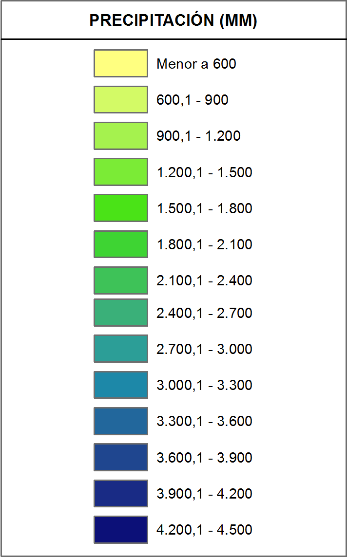 PRECIPITACIÓN (MM)
Menor a 600
600,1 - 900
900,1 - 1.200
1.200,1 - 1.500
1.500,1 - 1.800
1.800,1 - 2.100
2.100,1 - 2.400
2.400,1 - 2.700
2.700,1 - 3.000
3.000,1 - 3.300
3.300,1 - 3.600
3.600,1 - 3.900
3.900,1 - 4.200
4.200,1 - 4.500